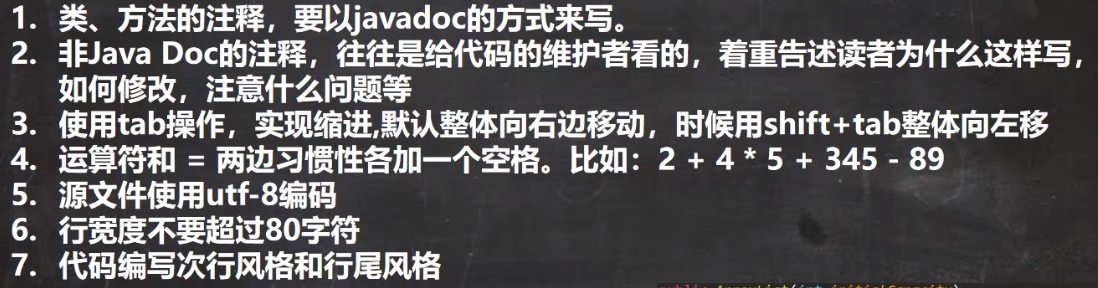 1. 类、方法的注释，要以javadoc的方式来写。
2. 非Java Doc的注释，往往是给代码的维护者看的，着重告述读者为什么这样写，
如何修改，注意什么问题等
3. 使用tab操作，实现缩进,默认整体向右边移动，时候用shift+tab整体向左移
4. 运算符和 = 两边习惯性各加一个空格。比如：2 + 4 * 5 + 345 - 89
5. 源文件使用utf-8编码
6. 行宽度不要超过80字符
7. 代码编写次行风格和行尾风格
public ArrayList(int initialCapacity)